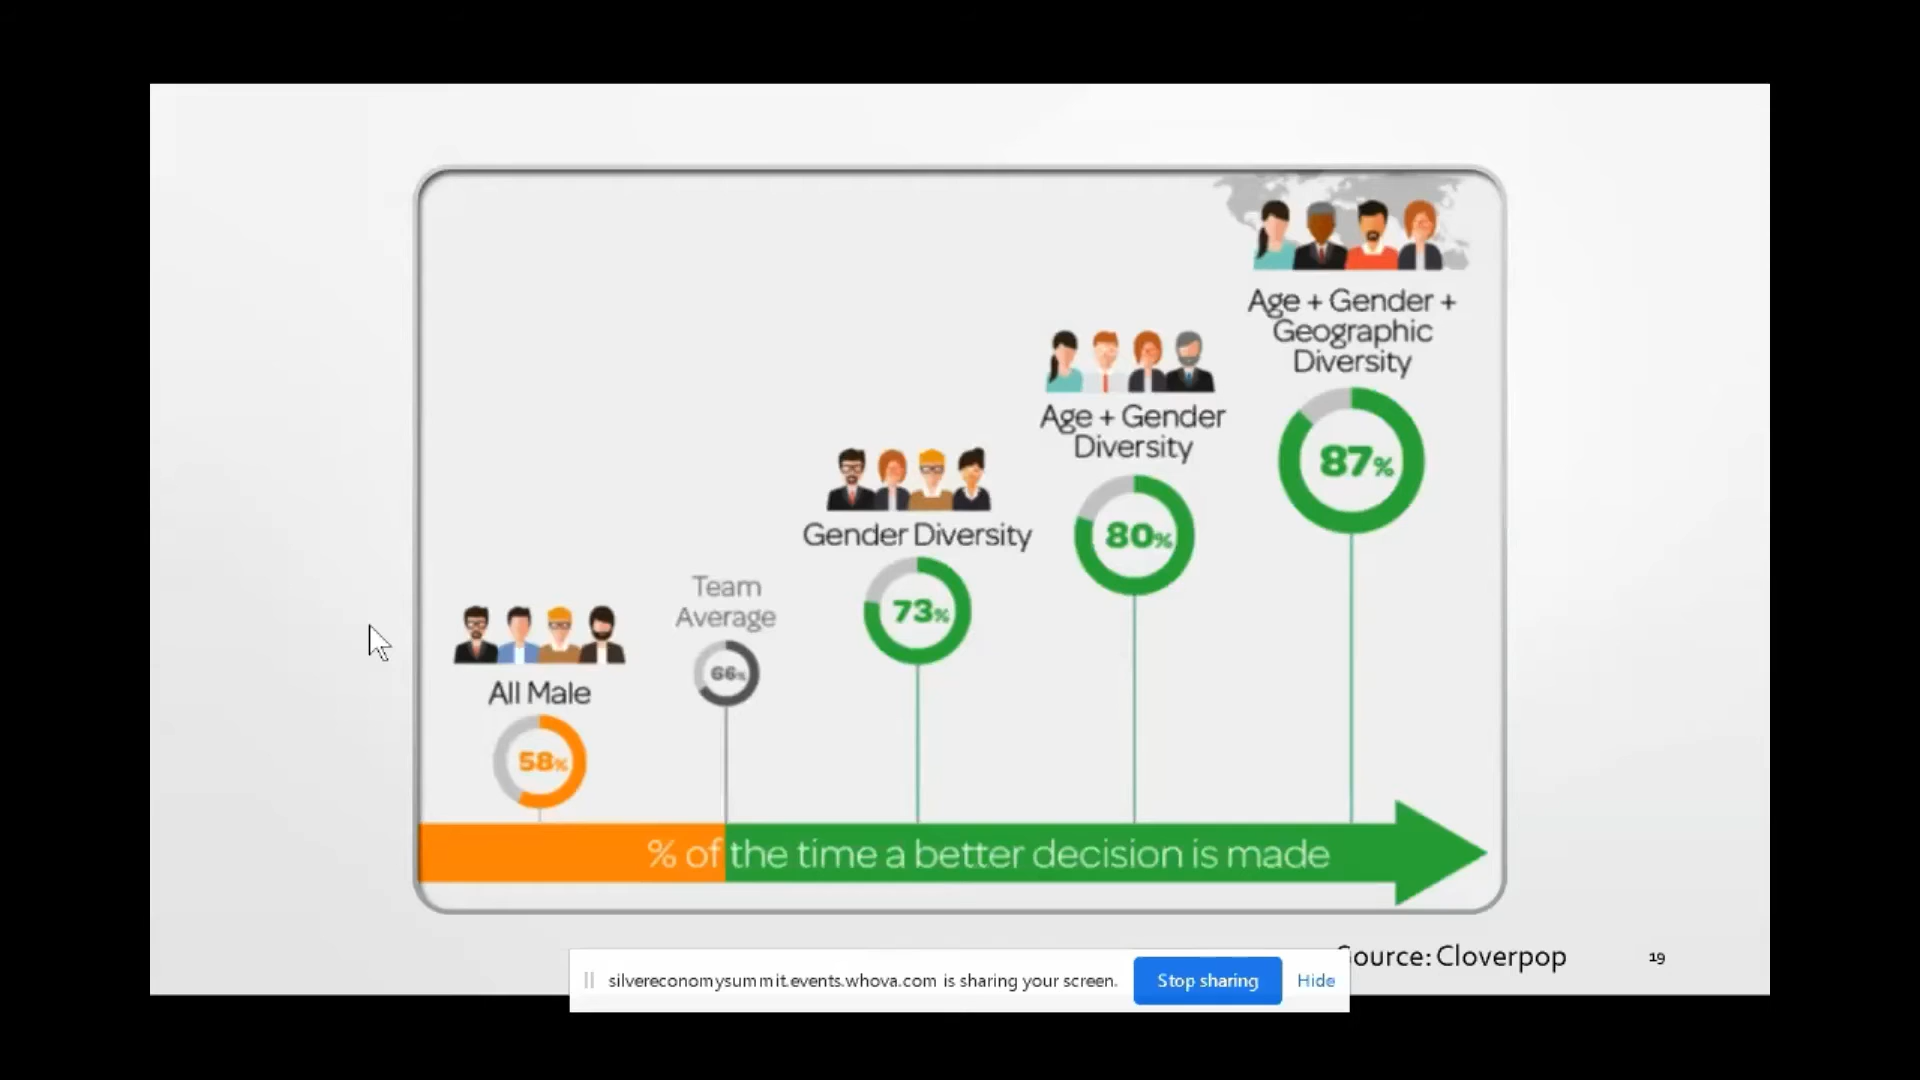 Age + Gender +
Geographic
Diversity
87%
Age + Gender
Diversity
80%
Gender Diversity
73%
Team
Average
66%
All Male
58%
% of the time a better decision is made
Source: Cloverpop
19
silvereconomysummit.events.whova.com is sharing your screen.
Stop sharing
Hide